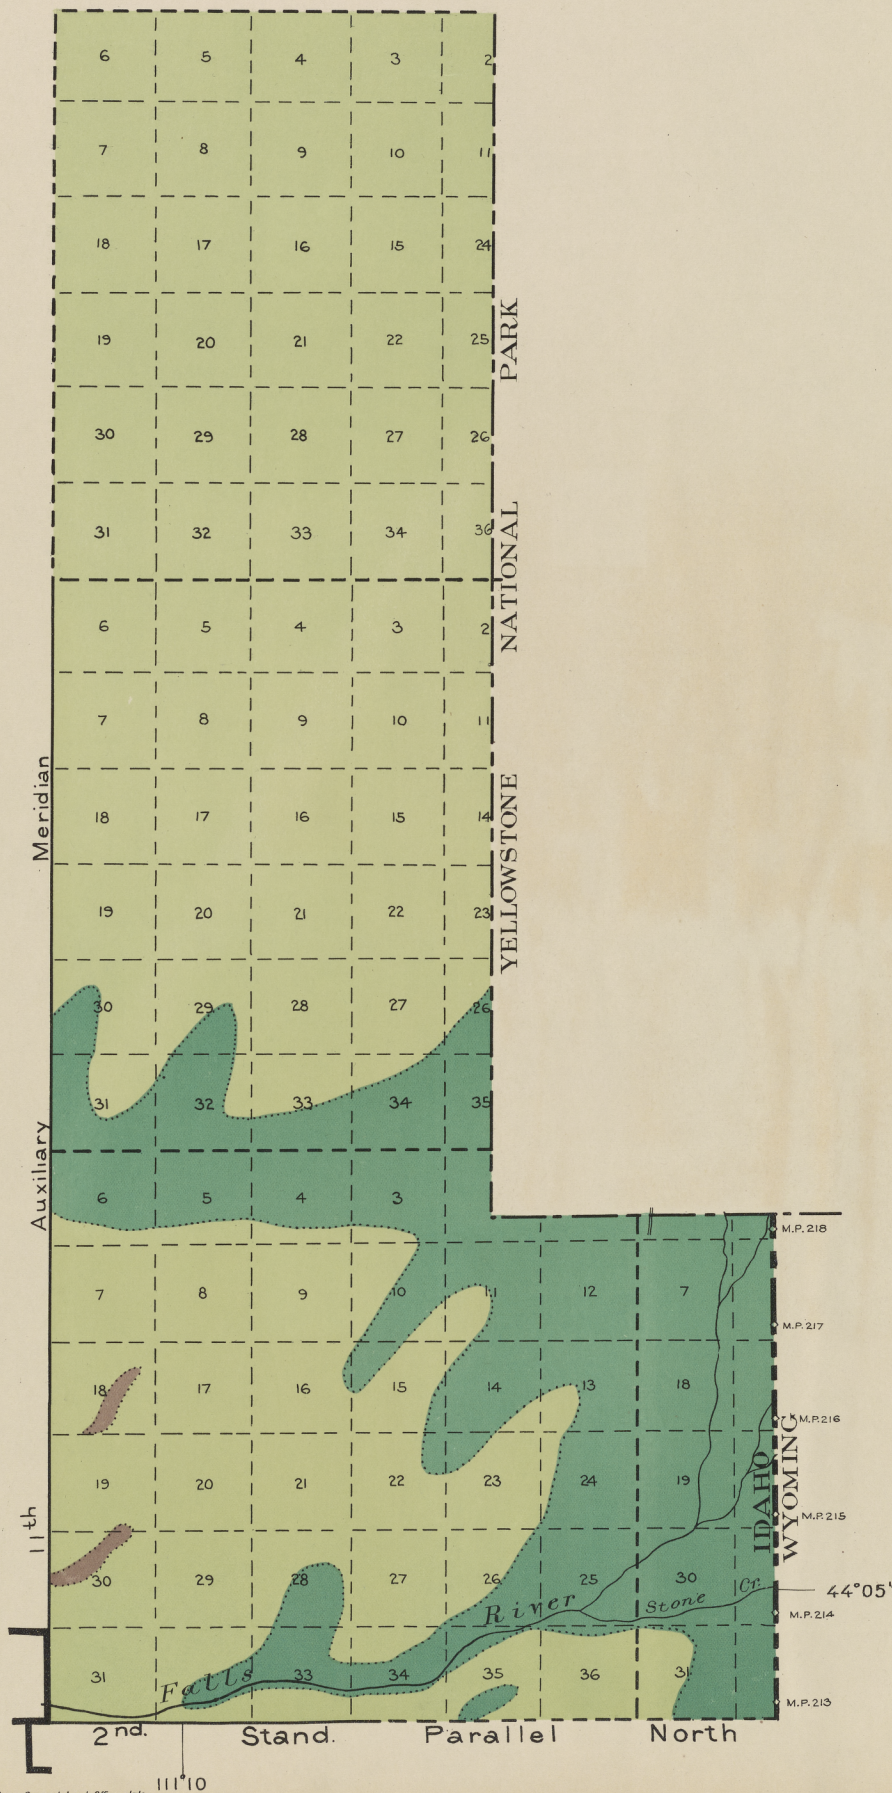 6 5 4 3 2
7 8 9 10 11
18 17 16 15 24
19 20 21 22 25
30 29 28 27 26
31 32 33 34 36
PARK
NATIONAL
YELLOWSTONE
6 5 4 3 2
7 8 9 10 11
18 17 16 15 14
19 20 21 22 23
30 29 28 27 26
31 32 33 34 35
Meridian
Auxiliary
11th
6 5 4 3
M.P.218
7 8 9 10 11 12 7
M.P.217
18 17 16 15 14 13 18
M.P.216
19 20 21 22 23 24 19
IDAHO
WYOMING
M.P.215
30 29 28 27 26 25 30
Falls River
Stone Cr.
44°05'
M.P.214
31 33 34 35 36 31
M.P.213
2nd. Stand. Parallel North
111°10